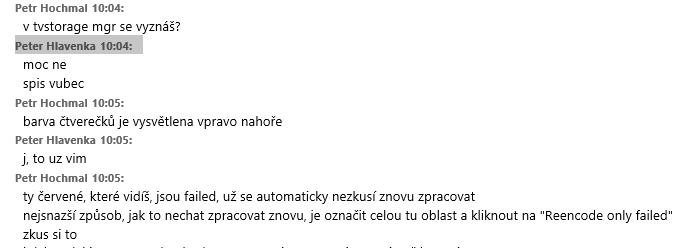 Petr Hochmal 10:04:
v tvstorage mgr se vyznáš?
Peter Hlavenka 10:04:
moc ne
spis vubec
Petr Hochmal 10:05:
barva čtverečků je vysvětlena vpravo nahoře
Peter Hlavenka 10:05:
j, to uz vim
Petr Hochmal 10:05:
ty červené, které vidíš, jsou failed, už se automaticky nezkusí znovu zpracovat
nejsnazší způsob, jak to nechat zpracovat znovu, je označit celou tu oblast a kliknout na "Reencode only failed"
zkus si to